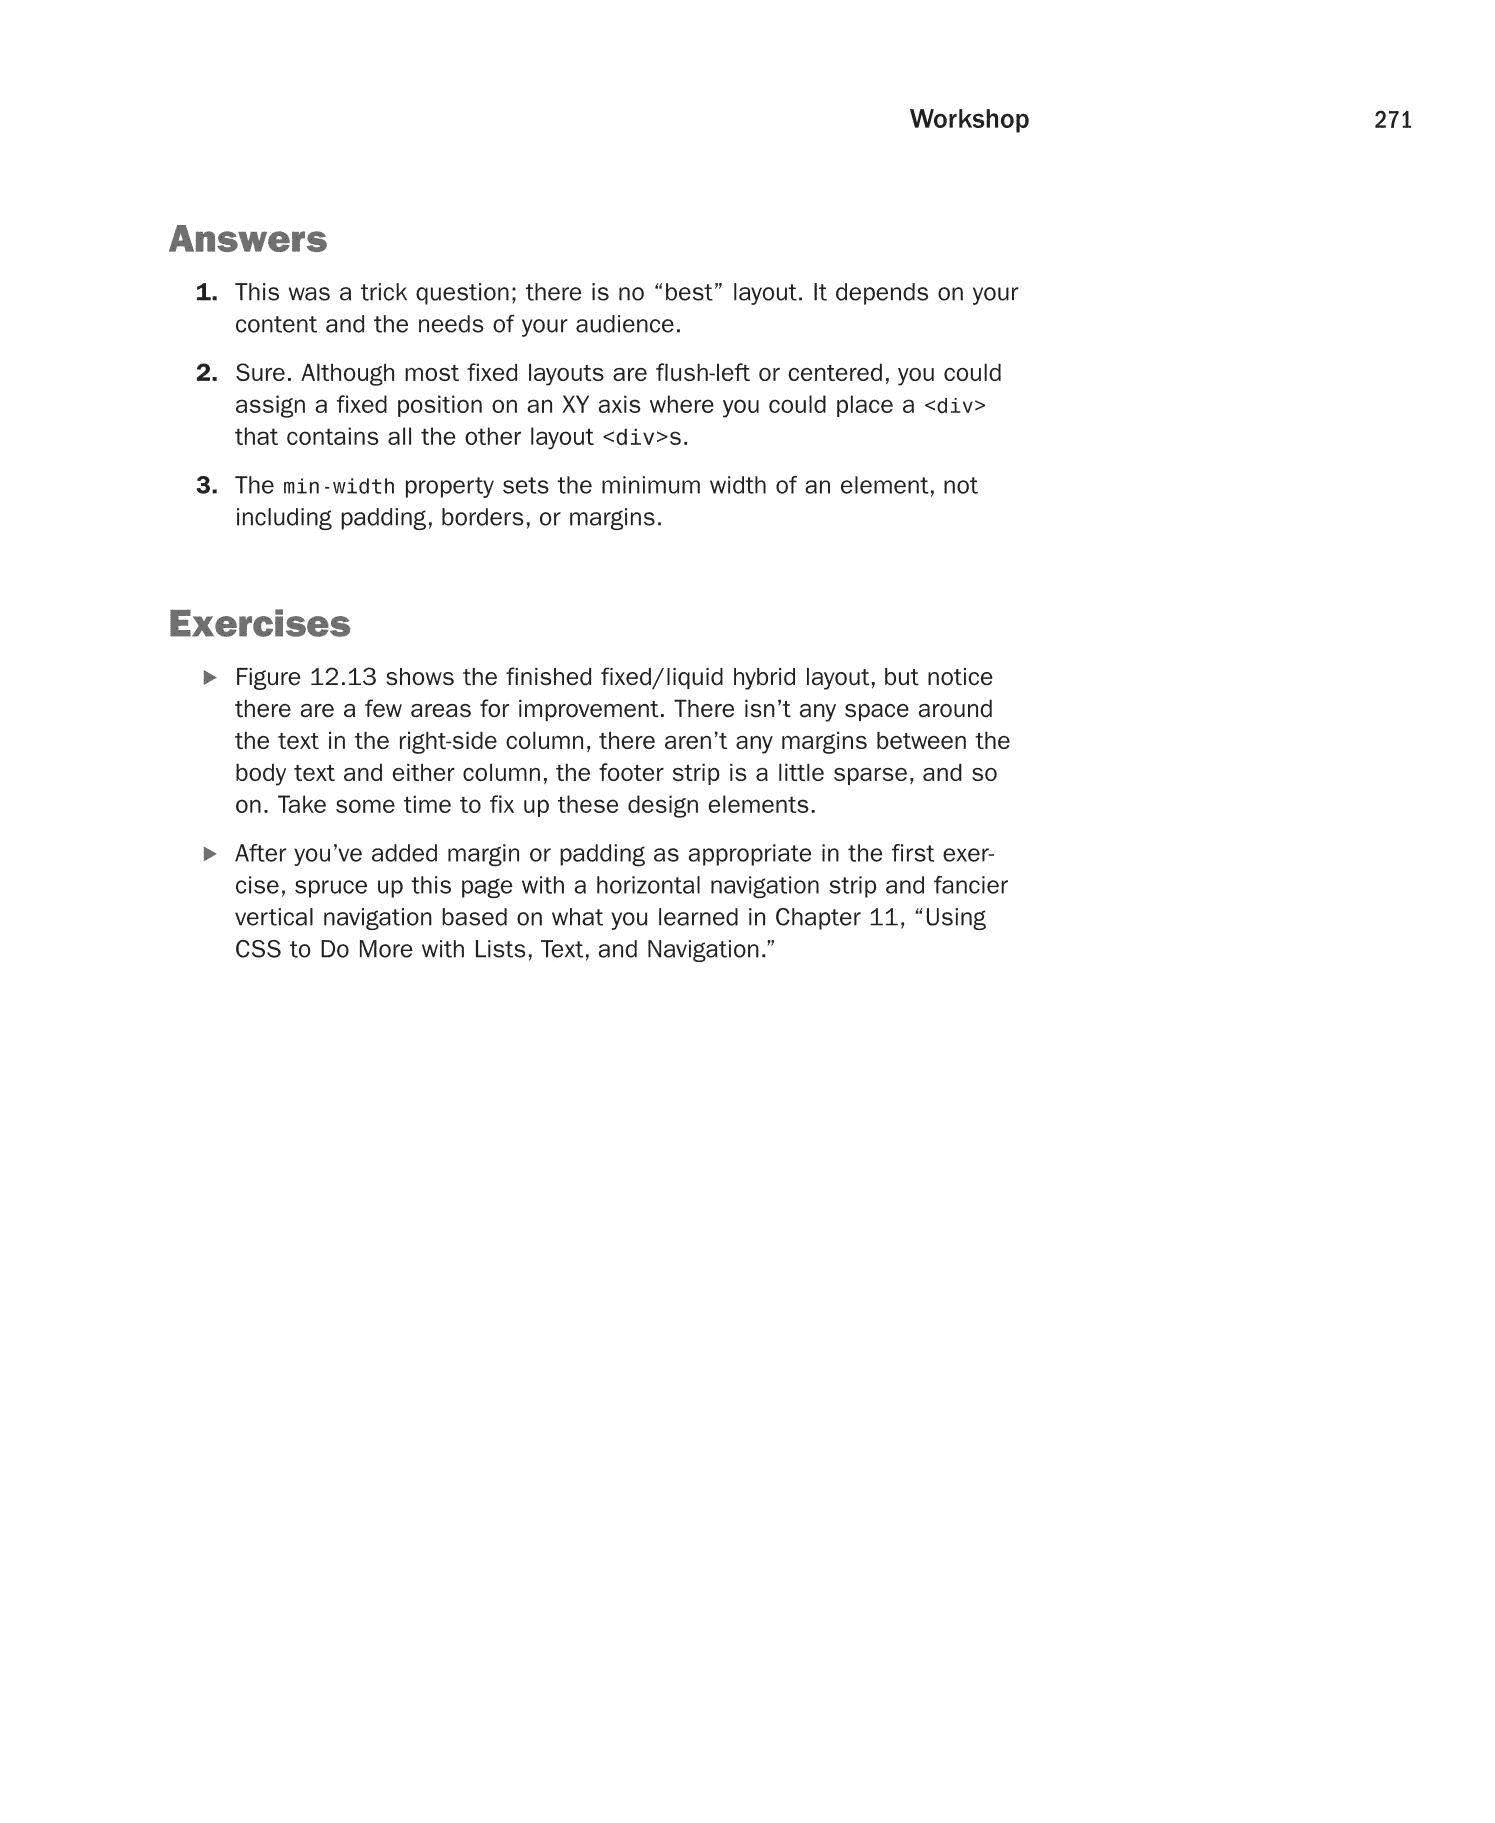 Workshop 271
Answers
1. This was a trick question; there is no “best” layout. It depends on your
content and the needs of your audience.
2. Sure. Although most fixed layouts are flush-left or centered, you could
assign a fixed position on an XY axis where you could place a <div>
that contains all the other layout <div>s.
3. The min-width property sets the minimum width of an element, not
including padding, borders, or margins.
Exercises
▶ Figure 12.13 shows the finished fixed/liquid hybrid layout, but notice
there are a few areas for improvement. There isn’t any space around
the text in the right-side column, there aren’t any margins between the
body text and either column, the footer strip is a little sparse, and so
on. Take some time to fix up these design elements.
▶ After you’ve added margin or padding as appropriate in the first exer-
cise, spruce up this page with a horizontal navigation strip and fancier
vertical navigation based on what you learned in Chapter 11, “Using
CSS to Do More with Lists, Text, and Navigation.”